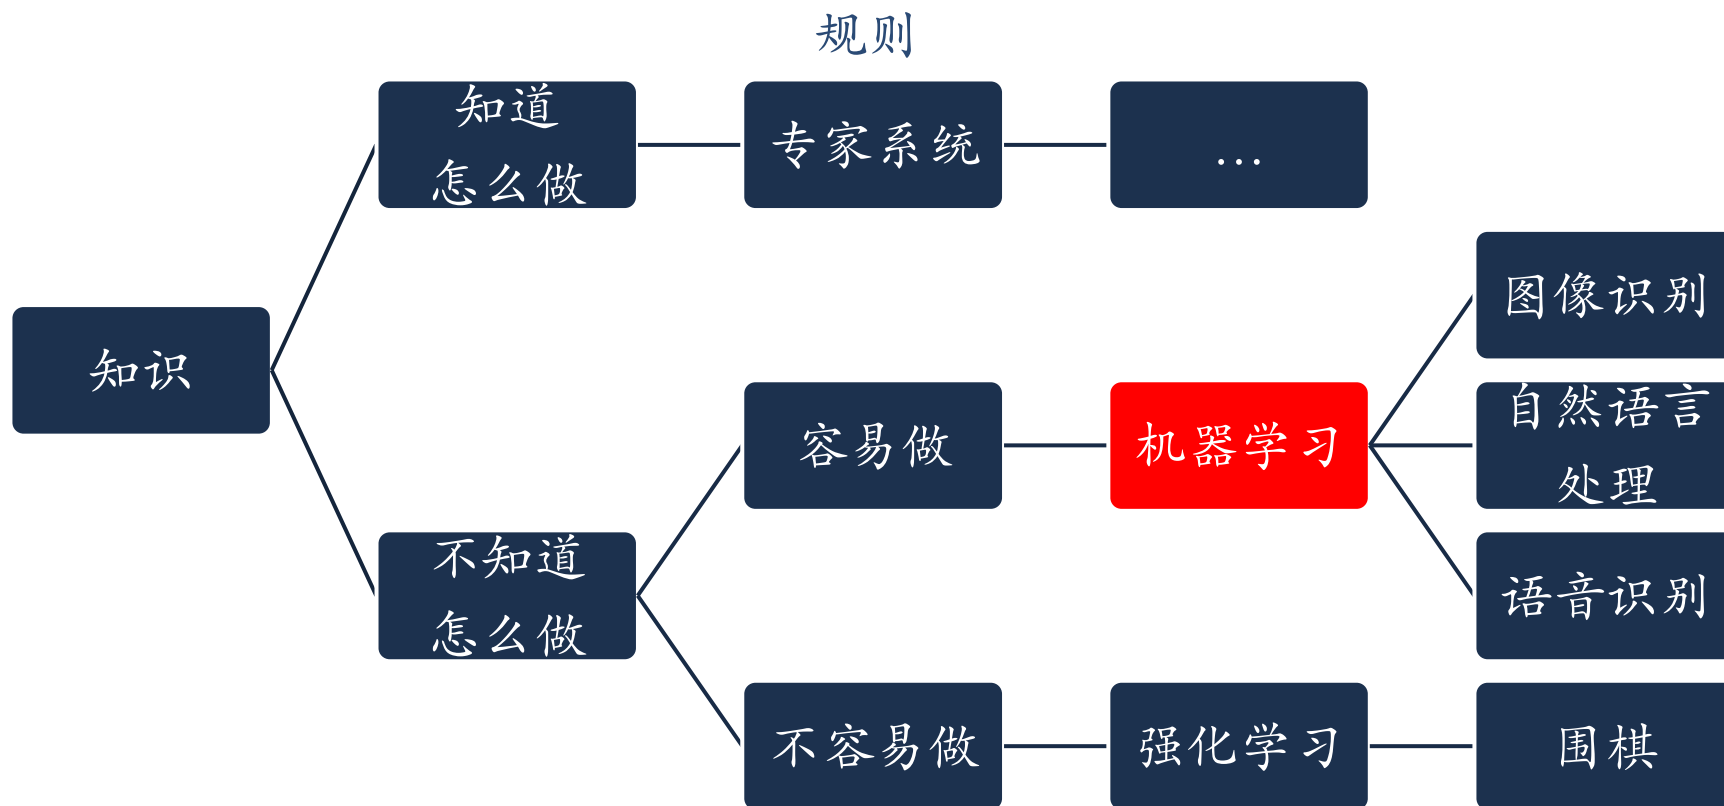 规则
知道
怎么做
专家系统
…
知识
不知道
怎么做
容易做
机器学习
图像识别
自然语言
处理
语音识别
不容易做
强化学习
围棋